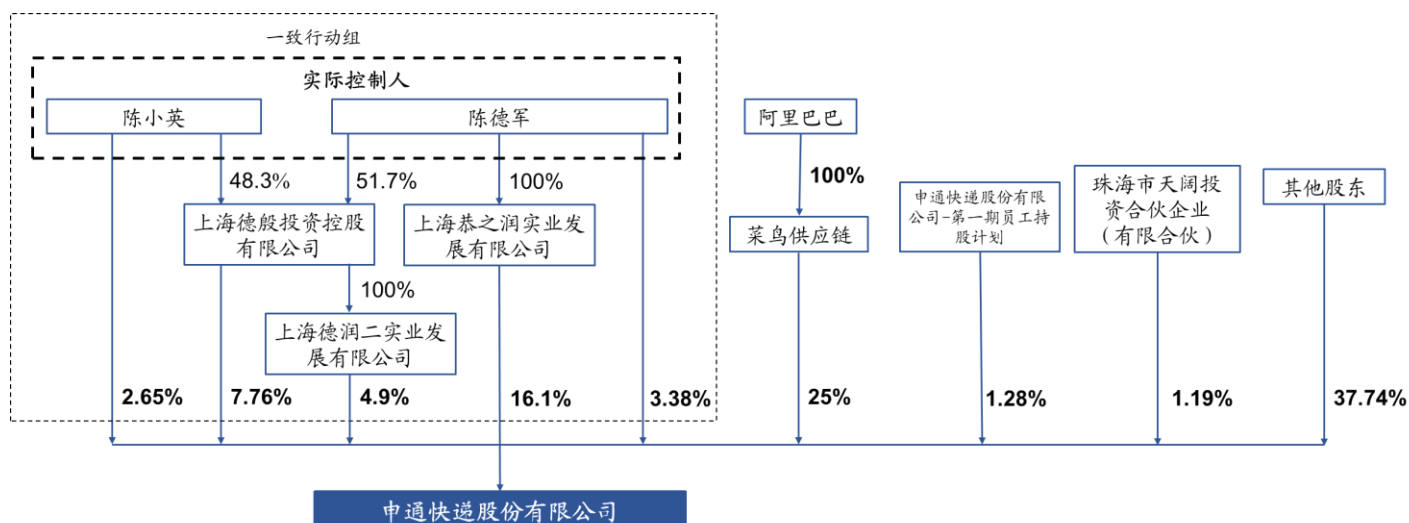 一致行动组
实际控制人
陈小英
陈德军
阿里巴巴
48.3%
51.7%
100%
100%
上海德殷投资控股
有限公司
上海恭之润实业发
展有限公司
菜鸟供应链
申通快递股份有限
公司-第一期员工持
股计划
珠海市天阔投
资合伙企业
（有限合伙）
其他股东
100%
上海德润二实业发
展有限公司
2.65%
7.76%
4.9%
16.1%
3.38%
25%
1.28%
1.19%
37.74%
申通快递股份有限公司